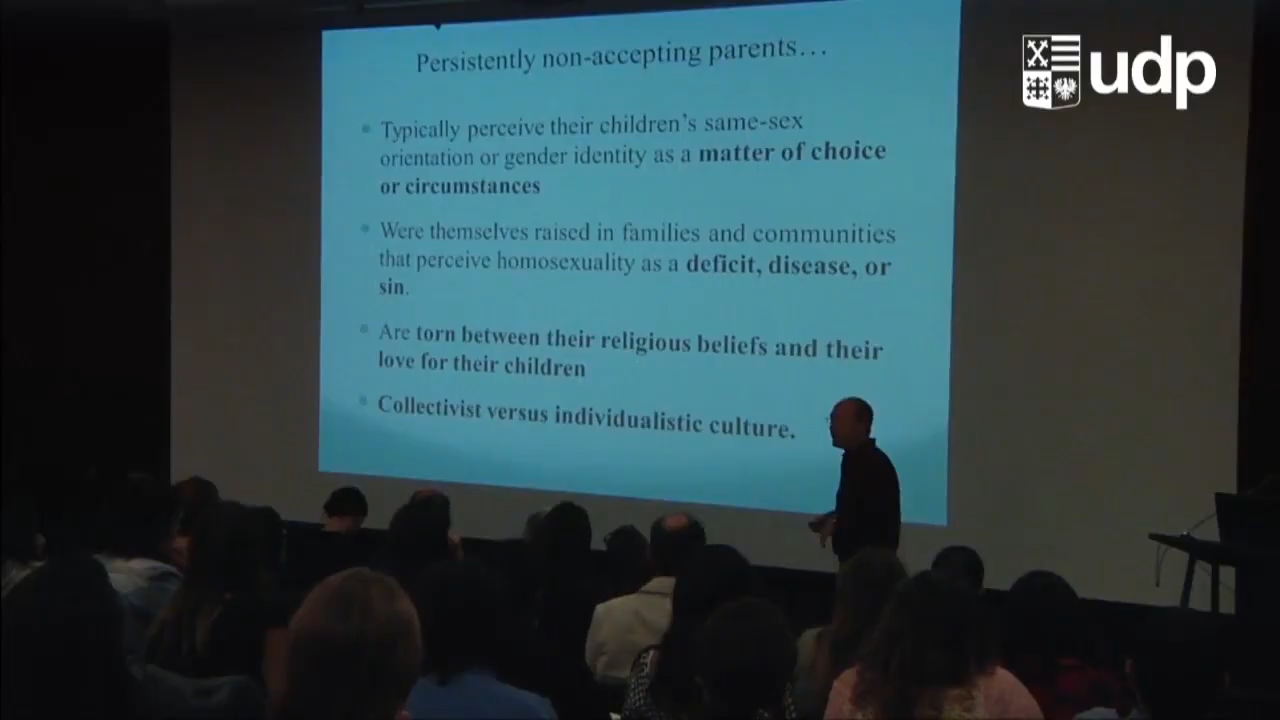 Persistently non-accepting parents...
udp
Typically perceive their children's same-sex
orientation or gender identity as a matter of choice
or circumstances
Were themselves raised in families and communities
that perceive homosexuality as a deficit, disease, or
sin.
Are torn between their religious beliefs and their
love for their children
Collectivist versus individualistic culture.